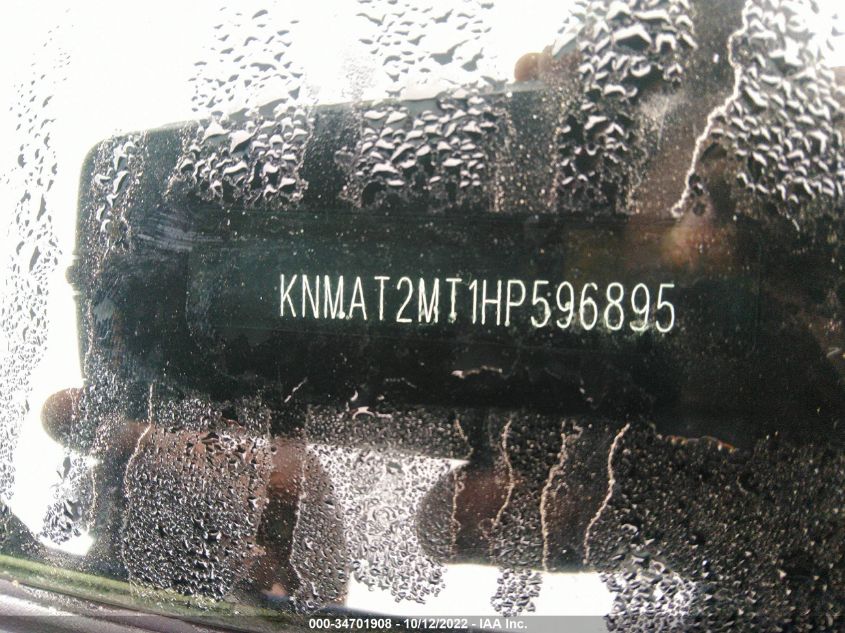 KNMAT2MT1HP596895
000-34701908 - 10/12/2022 - IAA Inc.